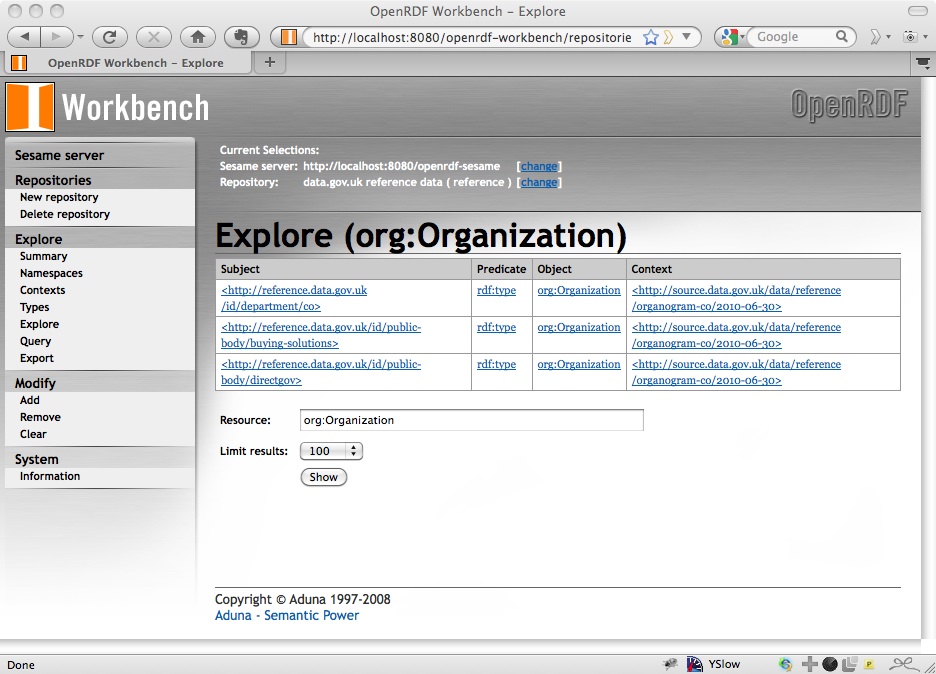 OpenRDF Workbench – Explore
http://localhost:8080/openrdf-workbench/repositorie
Google
OpenRDF Workbench – Explore
Workbench
OpenRDF
Sesame server
Repositories
New repository
Delete repository
Explore
Summary
Namespaces
Contexts
Types
Explore
Query
Export
Modify
Add
Remove
Clear
System
Information
Current Selections:
Sesame server: http://localhost:8080/openrdf-sesame [change]
Repository: data.gov.uk reference data ( reference ) [change]
Explore (org:Organization)
Subject Predicate Object Context
<http://reference.data.gov.uk rdf:type org:Organization <http://source.data.gov.uk/data/reference
/id/department/co> /organogram-co/2010-06-30>
<http://reference.data.gov.uk/id/public- rdf:type org:Organization <http://source.data.gov.uk/data/reference
body/buying-solutions> /organogram-co/2010-06-30>
<http://reference.data.gov.uk/id/public- rdf:type org:Organization <http://source.data.gov.uk/data/reference
body/directgov> /organogram-co/2010-06-30>
Resource: org:Organization
Limit results: 100
Show
Copyright © Aduna 1997-2008
Aduna - Semantic Power
Done
YSlow
P